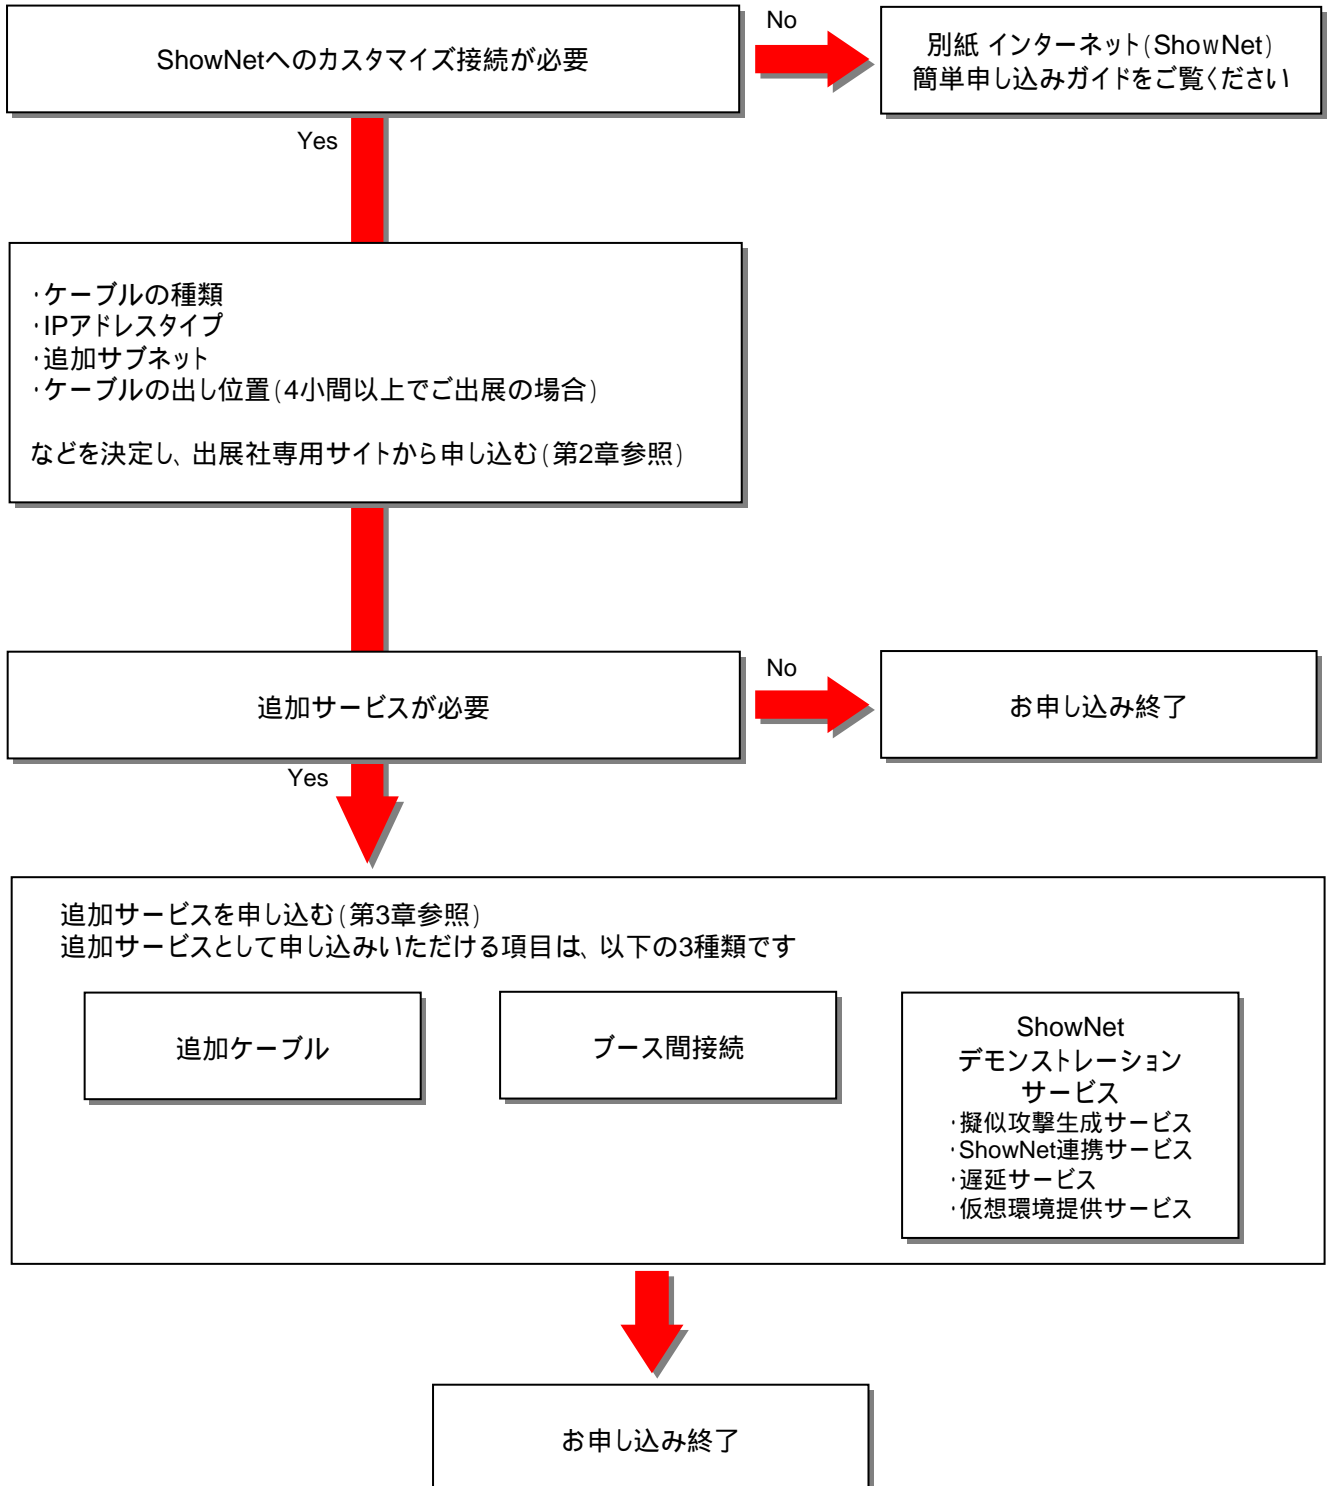 ShowNetへのカスタマイズ接続が必要
No
別紙 インターネット(ShowNet)
簡単申し込みガイドをご覧ください
Yes
・ケーブルの種類
・IPアドレスタイプ
・追加サブネット
・ケーブルの出し位置(4小間以上でご出展の場合)
などを決定し、出展社専用サイトから申し込む(第2章参照)
追加サービスが必要
No
お申し込み終了
Yes
追加サービスを申し込む(第3章参照)
追加サービスとして申し込みいただける項目は、以下の3種類です
追加ケーブル
ブース間接続
ShowNet
デモンストレーション
サービス
・擬似攻撃生成サービス
・ShowNet連携サービス
・遅延サービス
・仮想環境提供サービス
お申し込み終了